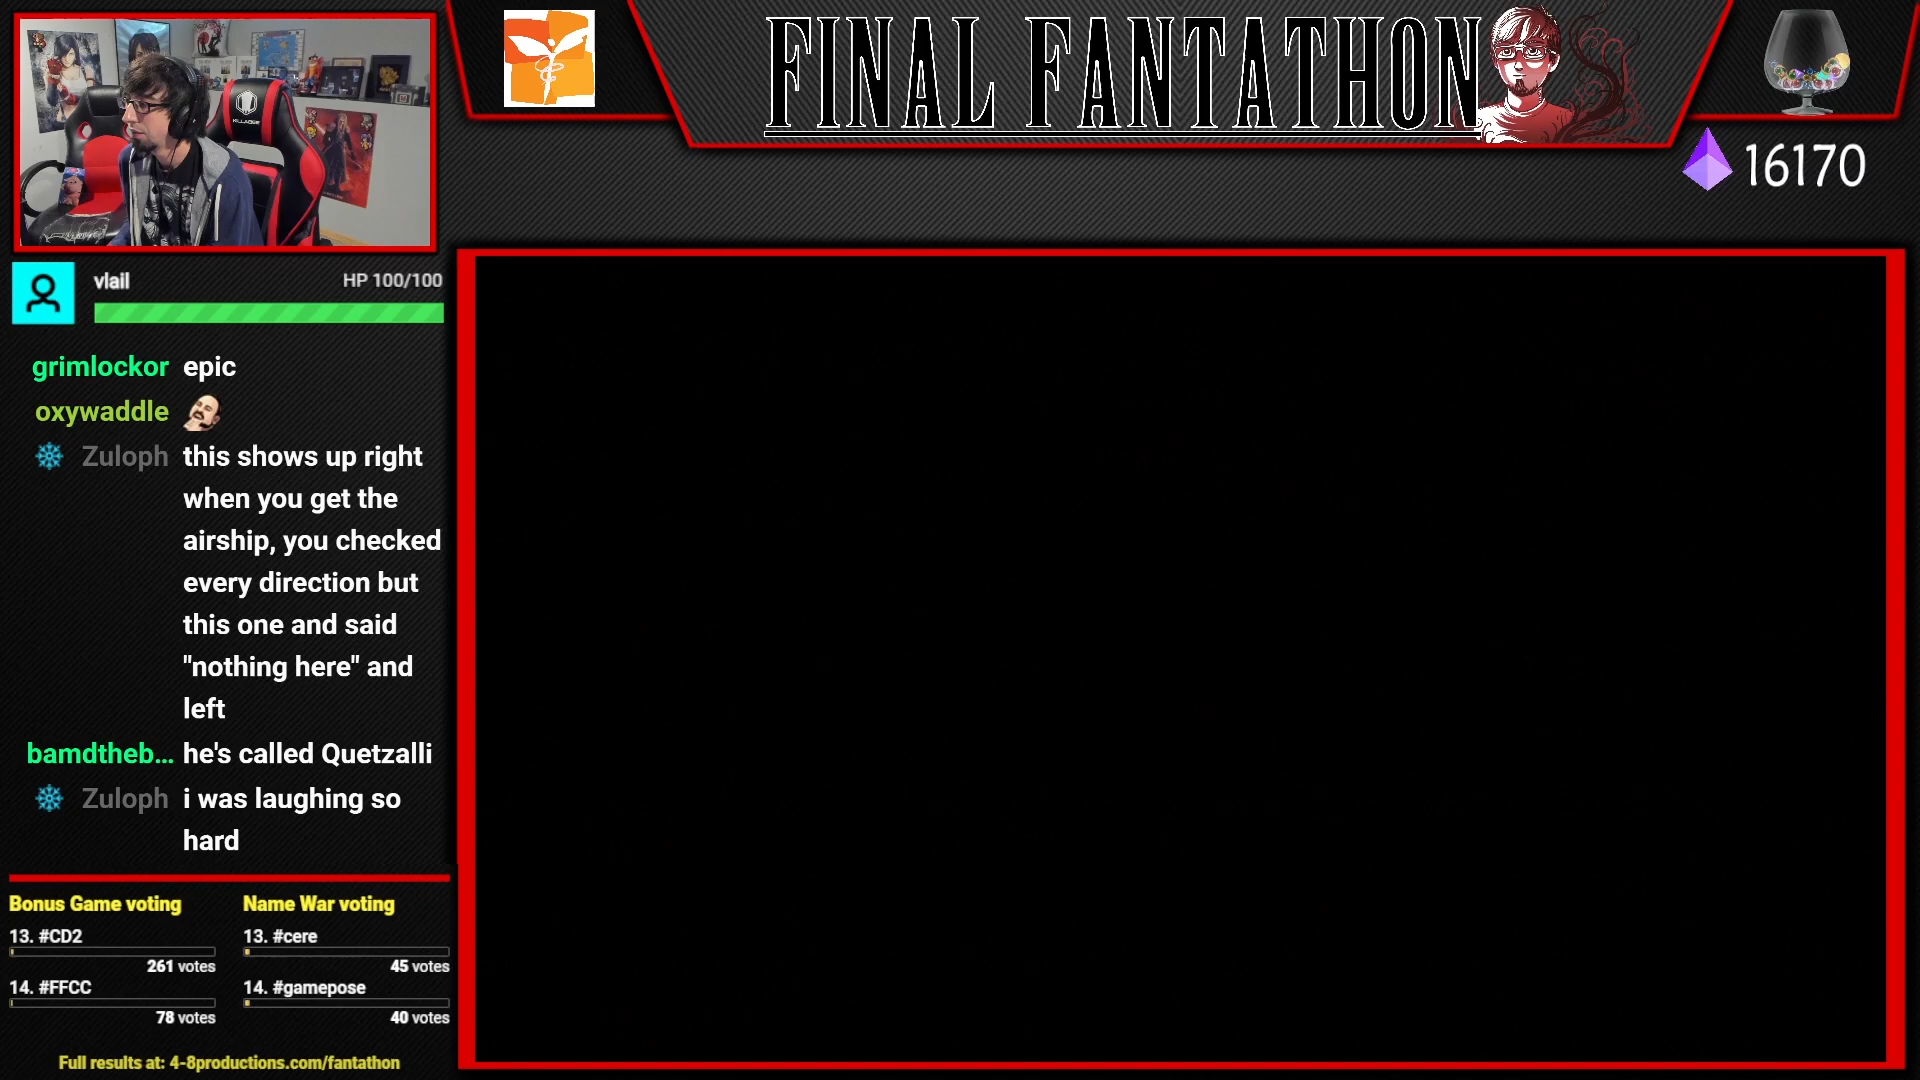 FINAL FANTATHON
16170
KILLABEE
vlail
HP 100/100
grimlockor epic
oxywaddle
Zuloph this shows up right
when you get the
airship, you checked
every direction but
this one and said
"nothing here" and
left
bamdtheb... he's called Quetzalli
Zuloph i was laughing so
hard
Bonus Game voting
13. #CD2
261 votes
14. #FFCC
78 votes
Name War voting
13. #cere
45 votes
14. #gamepose
40 votes
Full results at: 4-8productions.com/fantathon